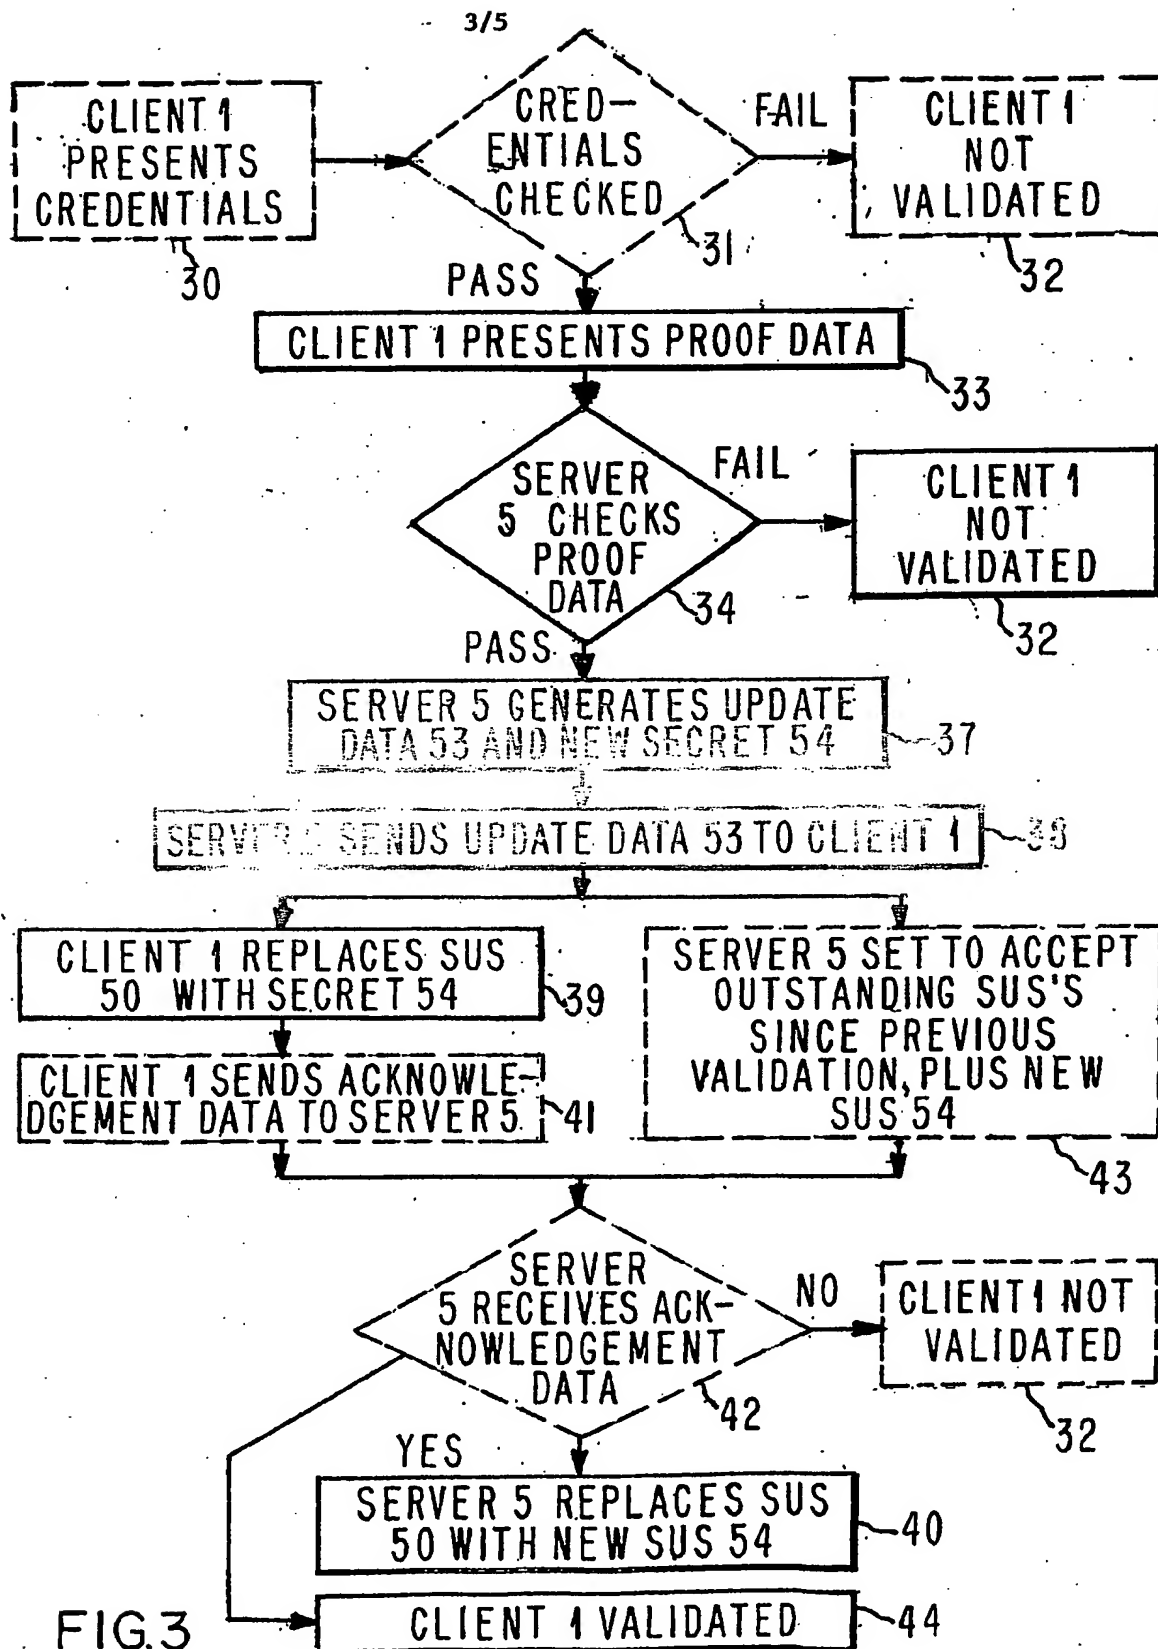 3/5
CLIENT 1
PRESENTS
CREDENTIALS
30
CRED-
ENTIALS
CHECKED
31
FAIL
CLIENT 1
NOT
VALIDATED
32
PASS
CLIENT 1 PRESENTS PROOF DATA
33
SERVER
5 CHECKS
PROOF
DATA
34
FAIL
CLIENT 1
NOT
VALIDATED
32
PASS
SERVER 5 GENERATES UPDATE
DATA 53 AND NEW SECRET 54
37
SERVER 5 SENDS UPDATE DATA 53 TO CLIENT 1
38
CLIENT 1 REPLACES SUS
50 WITH SECRET 54
39
CLIENT 1 SENDS ACKNOWLE-
DGEMENT DATA TO SERVER 5
41
SERVER 5 SET TO ACCEPT
OUTSTANDING SUS'S
SINCE PREVIOUS
VALIDATION, PLUS NEW
SUS 54
43
SERVER
5 RECEIVES ACK-
NOWLEDGEMENT
DATA
42
NO
CLIENT 1 NOT
VALIDATED
32
YES
SERVER 5 REPLACES SUS
50 WITH NEW SUS 54
40
CLIENT 1 VALIDATED
44
FIG.3